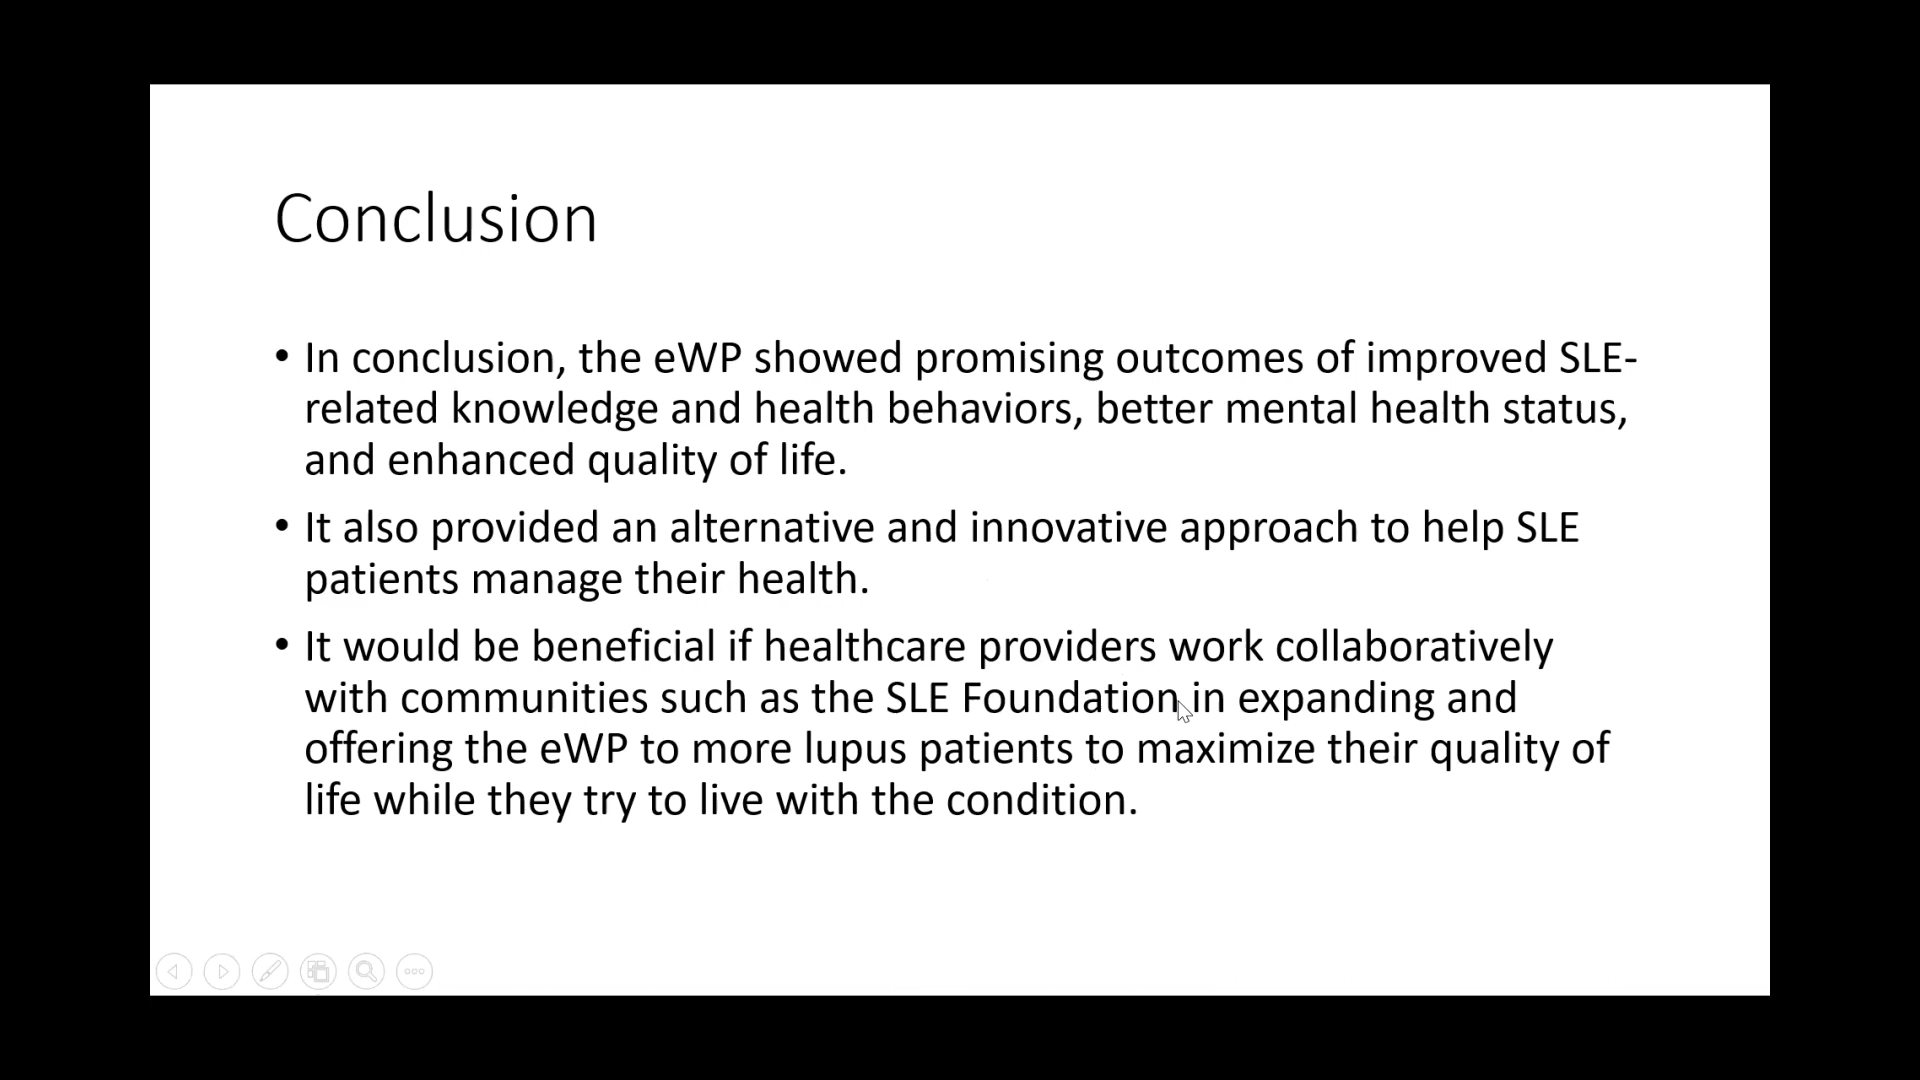 Conclusion
• In conclusion, the eWP showed promising outcomes of improved SLE-
related knowledge and health behaviors, better mental health status,
and enhanced quality of life.
• It also provided an alternative and innovative approach to help SLE
patients manage their health.
• It would be beneficial if healthcare providers work collaboratively
with communities such as the SLE Foundation in expanding and
offering the eWP to more lupus patients to maximize their quality of
life while they try to live with the condition.